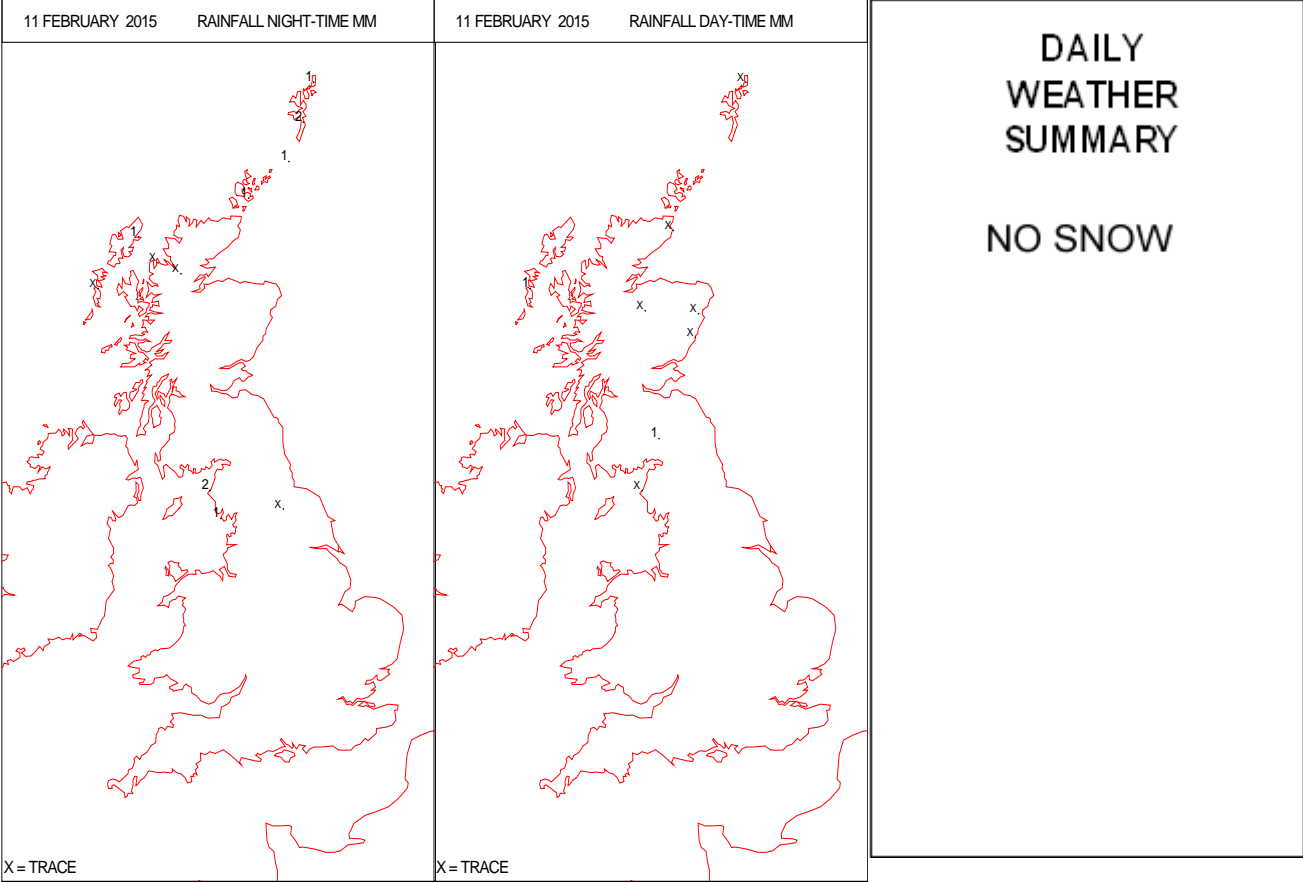 11 FEBRUARY 2015 RAINFALL NIGHT-TIME MM
1
2
1
1
1
x
x
x
2
1
x
X = TRACE
11 FEBRUARY 2015 RAINFALL DAY-TIME MM
x
x
1
x
x
x
1
x
X = TRACE
DAILY
WEATHER
SUMMARY
NO SNOW